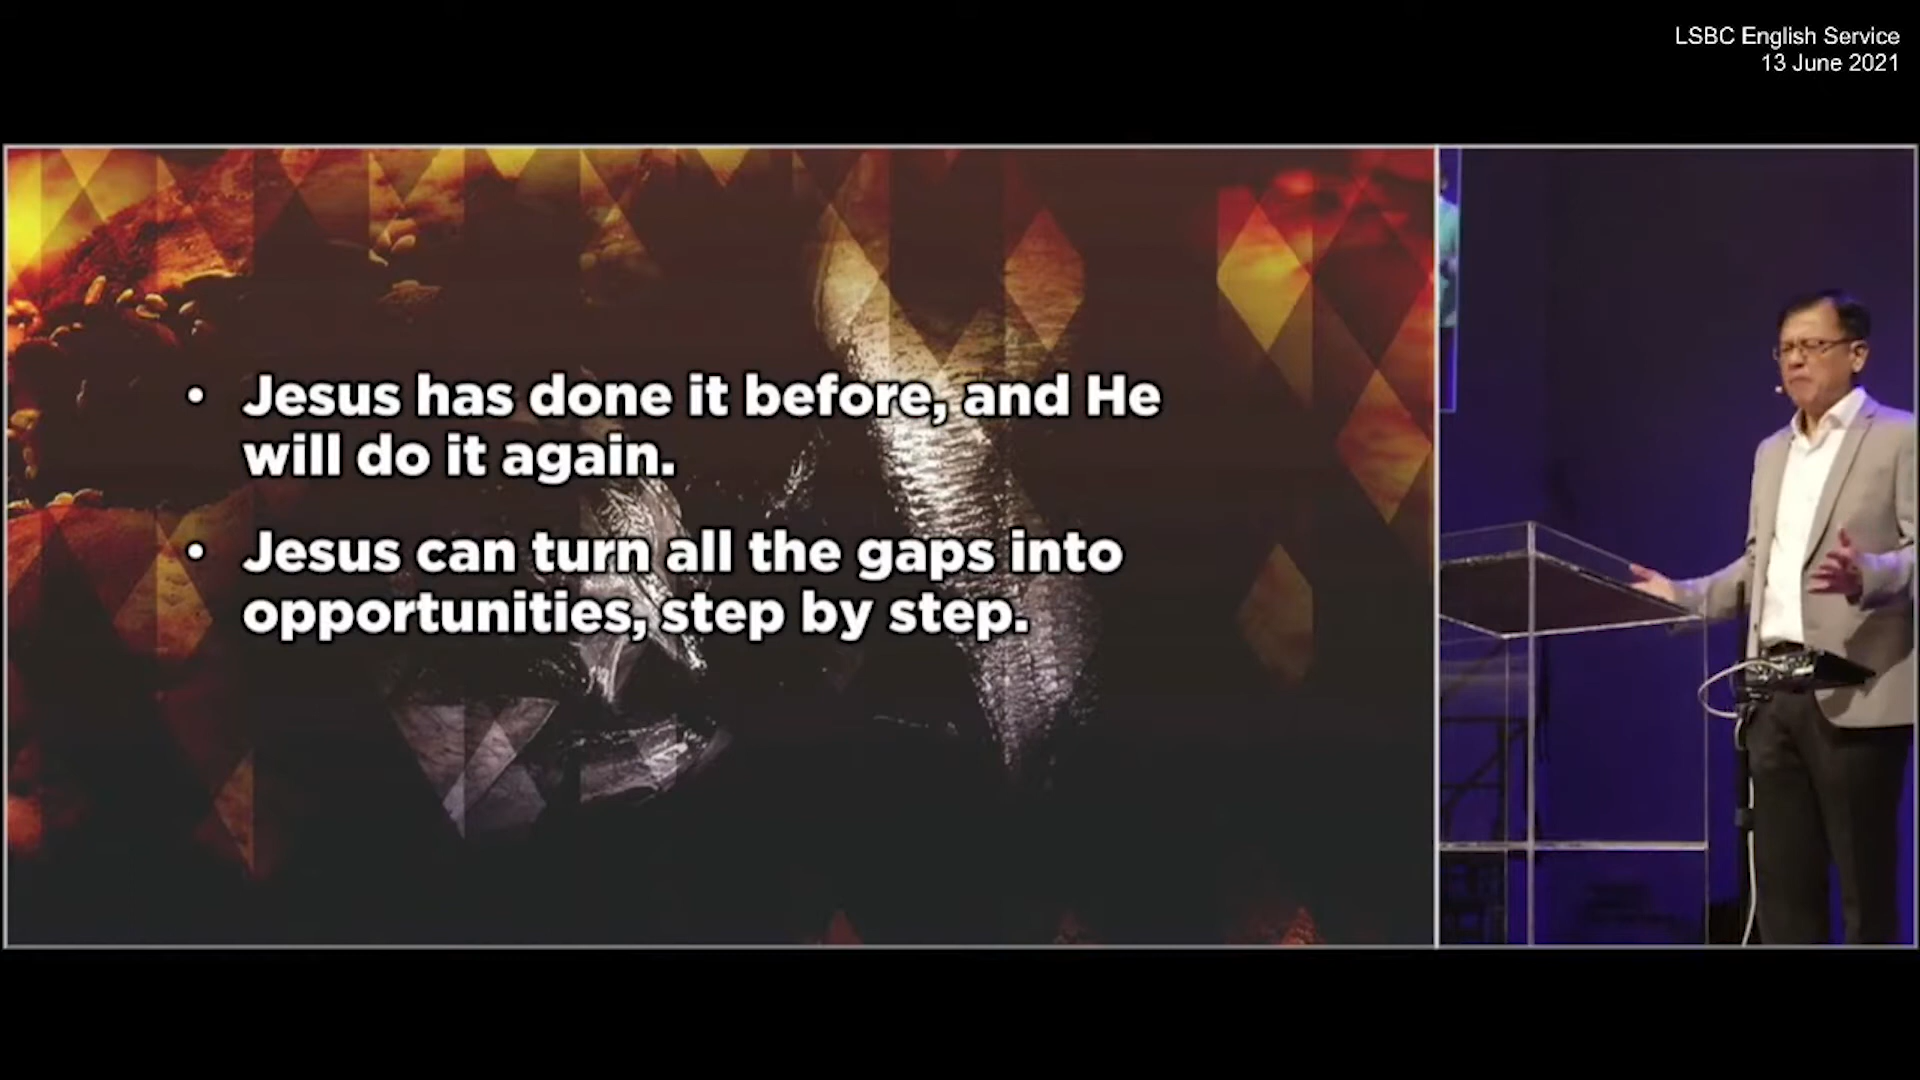 LSBC English Service
13 June 2021
• Jesus has done it before, and He
will do it again.
• Jesus can turn all the gaps into
opportunities, step by step.